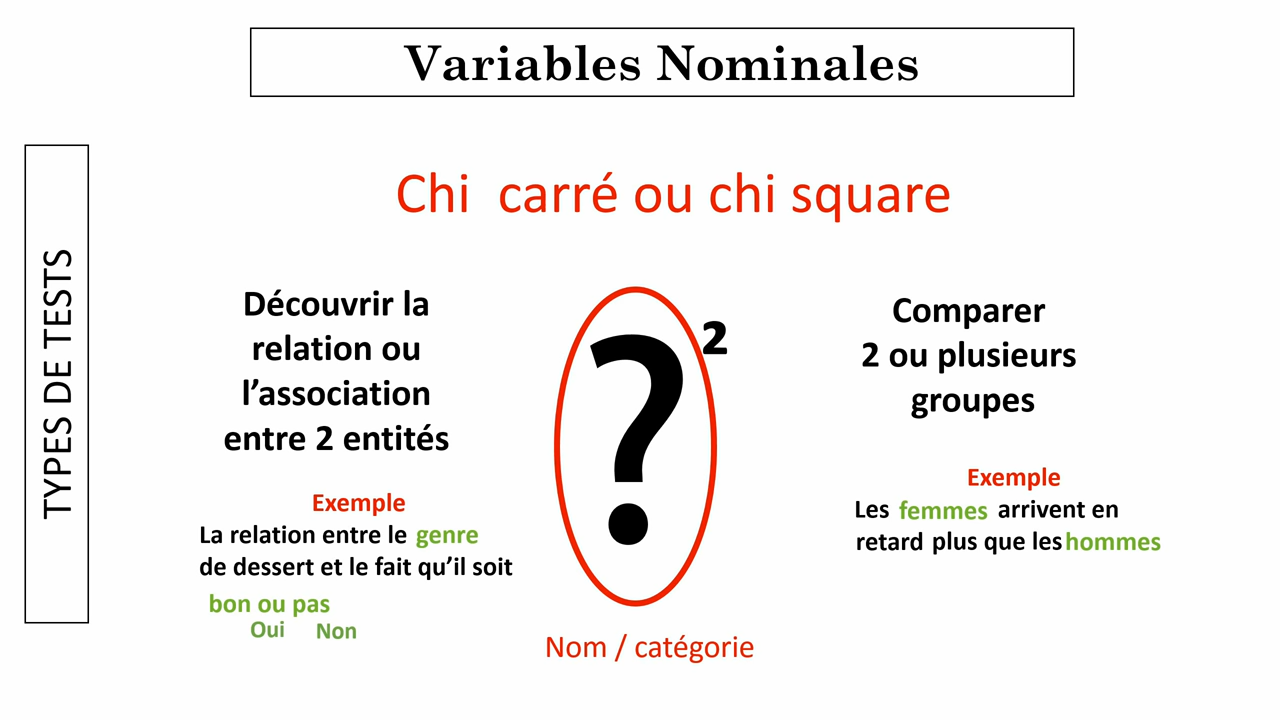 Variables Nominales
TYPES DE TESTS
Chi carré ou chi square
Découvrir la
relation ou
l’association
entre 2 entités
Exemple
La relation entre le genre
de dessert et le fait qu’il soit
bon ou pas
Oui Non
?2
Nom / catégorie
Comparer
2 ou plusieurs
groupes
Exemple
Les femmes arrivent en
retard plus que les hommes